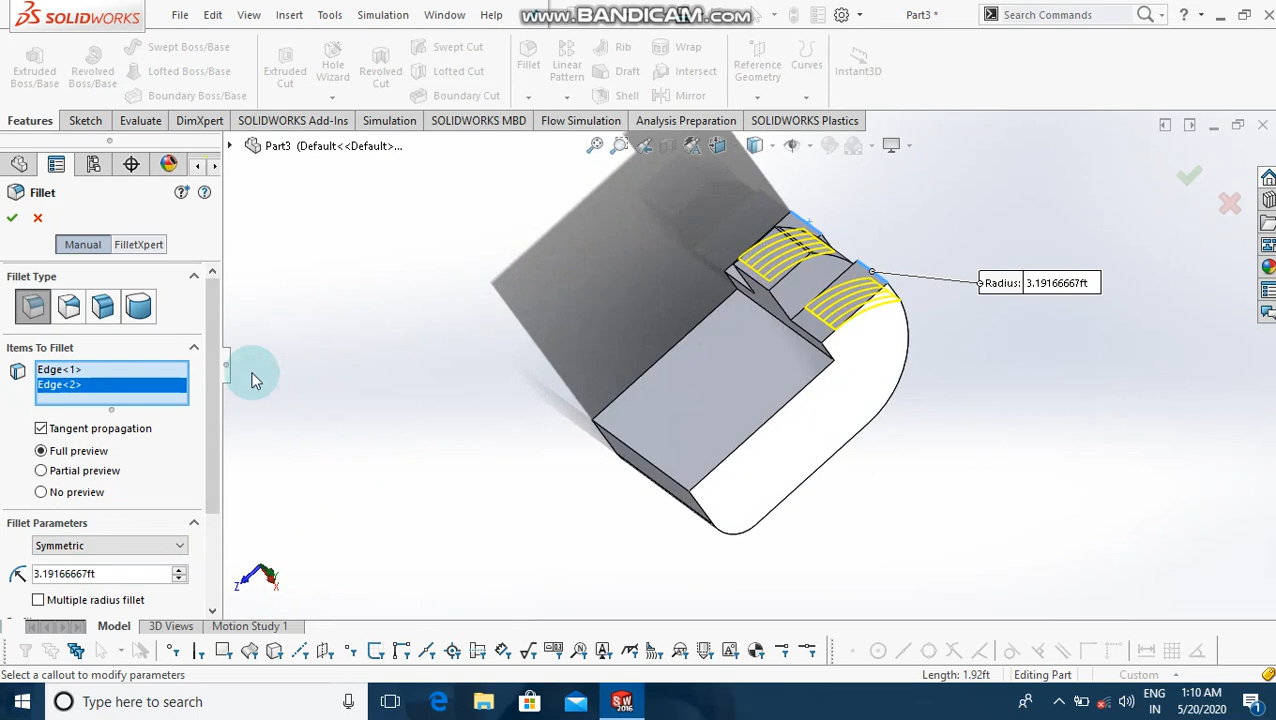 SOLIDWORKS
File Edit View Insert Tools Simulation Window Help
www.BANDICAM.com
Part3 *
Search Commands
Extruded Boss/Base
Revolved Boss/Base
Swept Boss/Base
Lofted Boss/Base
Boundary Boss/Base
Extruded Cut
Hole Wizard
Revolved Cut
Swept Cut
Lofted Cut
Boundary Cut
Fillet
Linear Pattern
Rib
Draft
Shell
Wrap
Intersect
Mirror
Reference Geometry
Curves
Instant3D
Features Sketch Evaluate DimXpert SOLIDWORKS Add-Ins Simulation SOLIDWORKS MBD Flow Simulation Analysis Preparation SOLIDWORKS Plastics
Part3 (Default<<Default>...
Fillet
Manual FilletXpert
Fillet Type
Items To Fillet
Edge<1>
Edge<2>
Tangent propagation
Full preview
Partial preview
No preview
Fillet Parameters
Symmetric
3.19166667ft
Multiple radius fillet
Radius: 3.19166667ft
Z
X
Model 3D Views Motion Study 1
Select a callout to modify parameters
Length: 1.92ft Editing Part Custom
Type here to search
SW 2016
ENG
IN
1:10 AM
5/20/2020